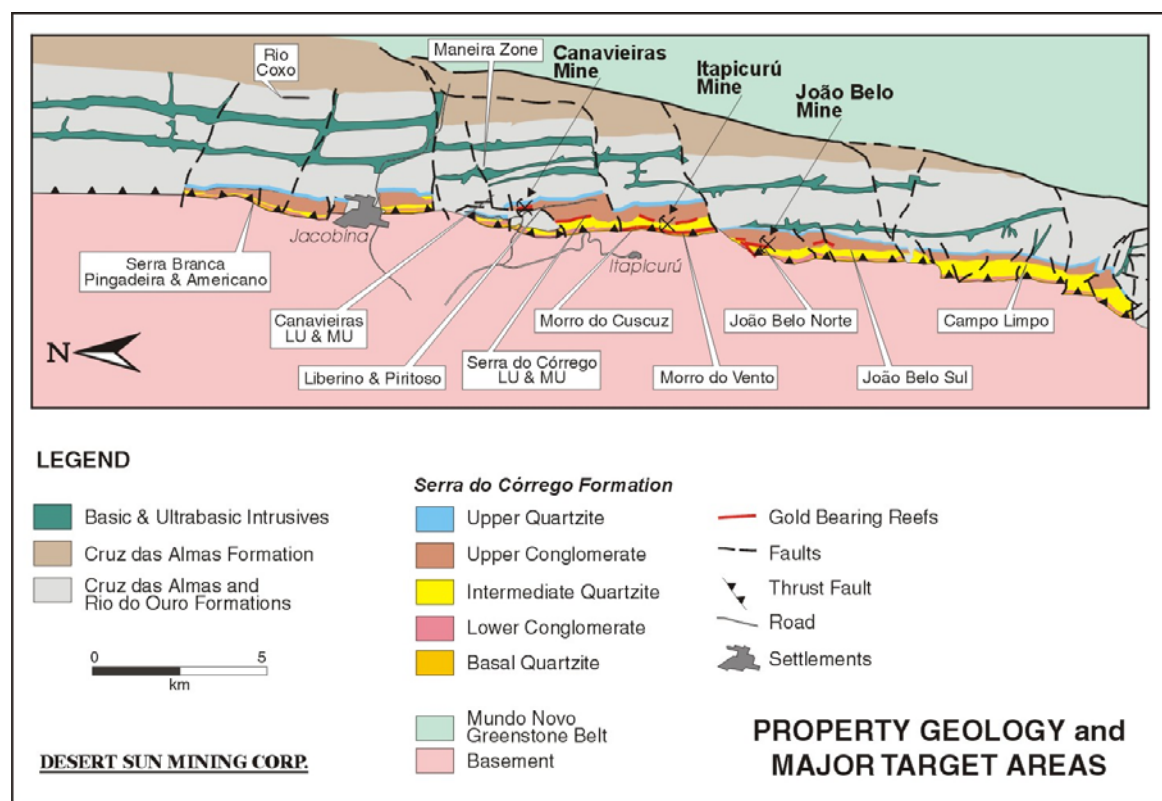 Rio
Coxo
Maneira Zone
Canavieiras
Mine
Itapicurú
Mine
João Belo
Mine
Jacobina
Itapicurú
Serra Branca
Pingadeira & Americano
Canavieiras
LU & MU
Liberino & Piritoso
Serra do Córrego
LU & MU
Morro do Cuscuz
Morro do Vento
João Belo Norte
João Belo Sul
Campo Limpo
N
LEGEND
Basic & Ultrabasic Intrusives
Cruz das Almas Formation
Cruz das Almas and
Rio do Ouro Formations
0 5
km
Serra do Córrego Formation
Upper Quartzite
Upper Conglomerate
Intermediate Quartzite
Lower Conglomerate
Basal Quartzite
Mundo Novo
Greenstone Belt
Basement
Gold Bearing Reefs
Faults
Thrust Fault
Road
Settlements
DESERT SUN MINING CORP.
PROPERTY GEOLOGY and
MAJOR TARGET AREAS